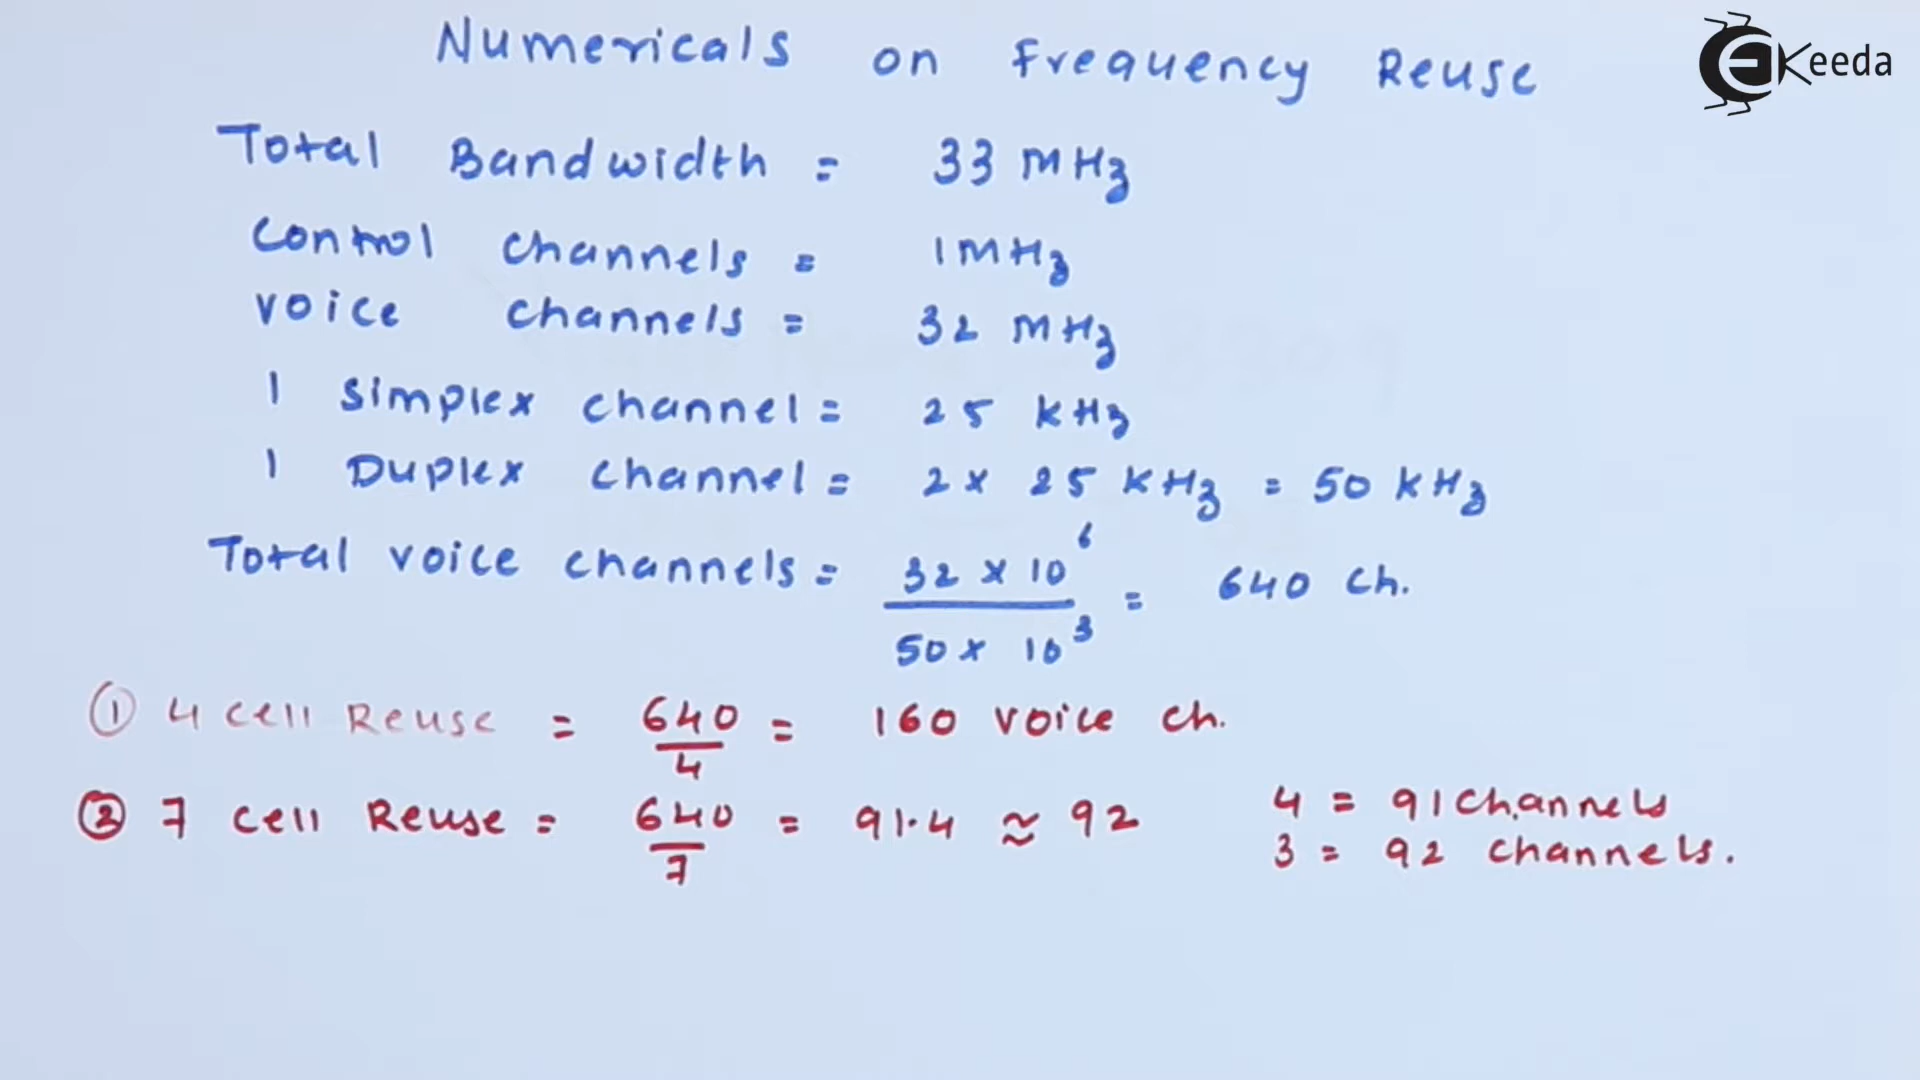 Numericals on Frequency Reuse
EKeeda
Total Bandwidth = 33 MHz
Control Channels = 1 MHz
Voice Channels = 32 MHz
1 Simplex Channel = 25 KHz
1 Duplex Channel = 2 x 25 KHz = 50 KHz
Total Voice Channels = 32 x 10^6 / 50 x 10^3 = 640 Ch.
① 4 Cell Reuse = 640/4 = 160 Voice Ch.
② 7 Cell Reuse = 640/7 = 91.4 ≈ 92
4 = 91 Channels
3 = 92 Channels.